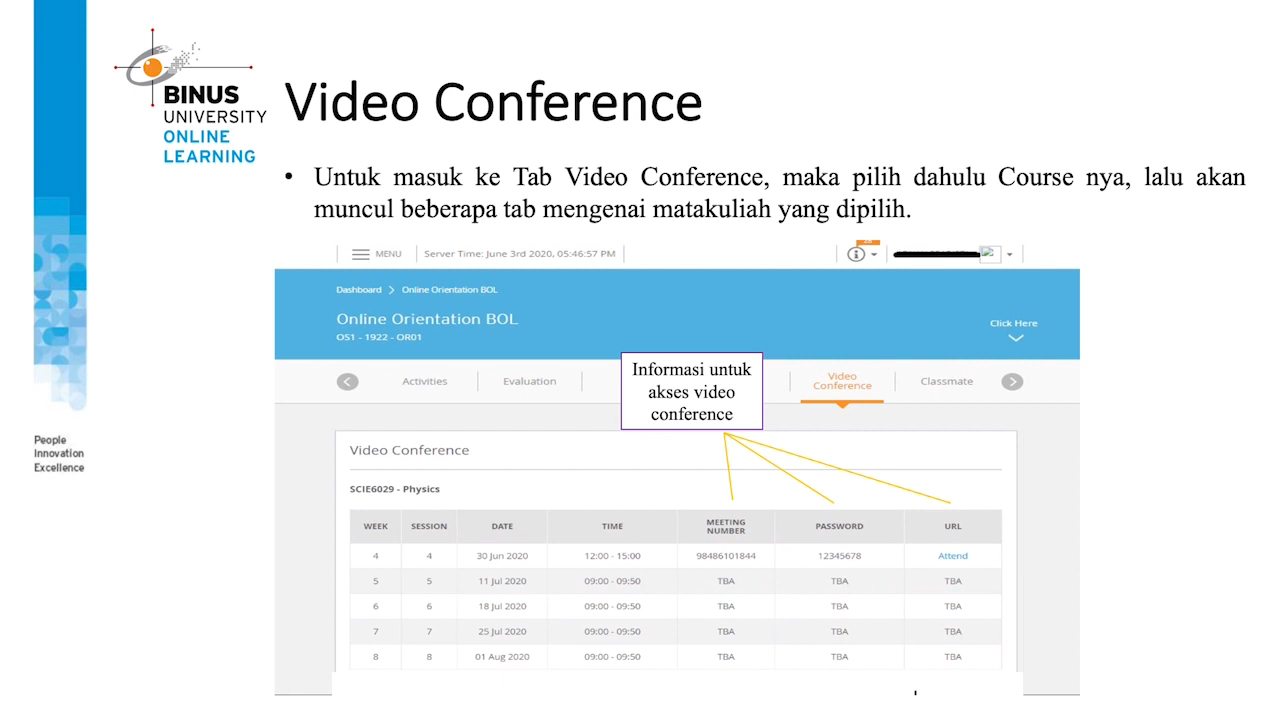 BINUS
UNIVERSITY
ONLINE
LEARNING
Video Conference
• Untuk masuk ke Tab Video Conference, maka pilih dahulu Course nya, lalu akan
muncul beberapa tab mengenai matakuliah yang dipilih.
MENU Server Time: June 3rd 2020, 05:46:57 PM
Dashboard > Online Orientation BOL
Online Orientation BOL
OS1 - 1922 - OR01
Click Here
Activities Evaluation Video Conference Classmate
Informasi untuk
akses video
conference
Video Conference
SCIE6029 - Physics
WEEK SESSION DATE TIME MEETING NUMBER PASSWORD URL
4 4 30 Jun 2020 12:00 - 15:00 98486101844 12345678 Attend
5 5 11 Jul 2020 09:00 - 09:50 TBA TBA TBA
6 6 18 Jul 2020 09:00 - 09:50 TBA TBA TBA
7 7 25 Jul 2020 09:00 - 09:50 TBA TBA TBA
8 8 01 Aug 2020 09:00 - 09:50 TBA TBA TBA
People
Innovation
Excellence